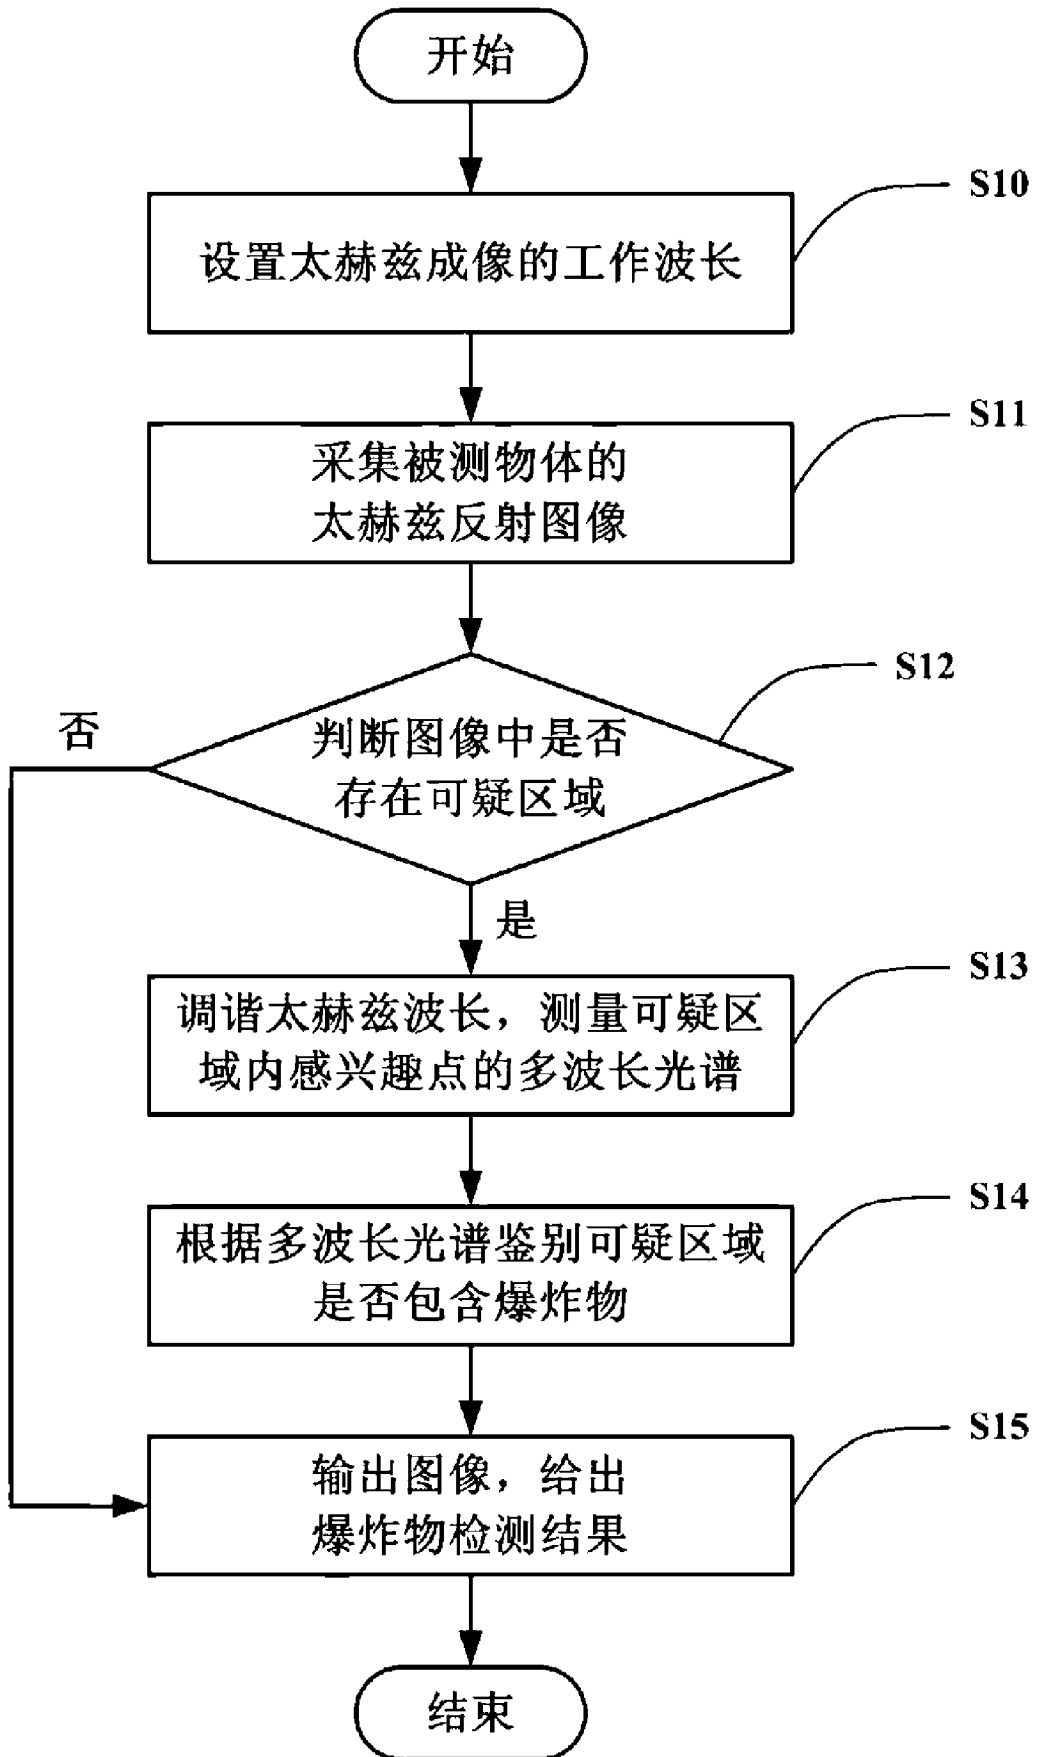 开始
S10
设置太赫兹成像的工作波长
S11
采集被测物体的
太赫兹反射图像
S12
否
判断图像中是否
存在可疑区域
是
S13
调谐太赫兹波长，测量可疑区
域内感兴趣点的多波长光谱
S14
根据多波长光谱鉴别可疑区域
是否包含爆炸物
S15
输出图像，给出
爆炸物检测结果
结束